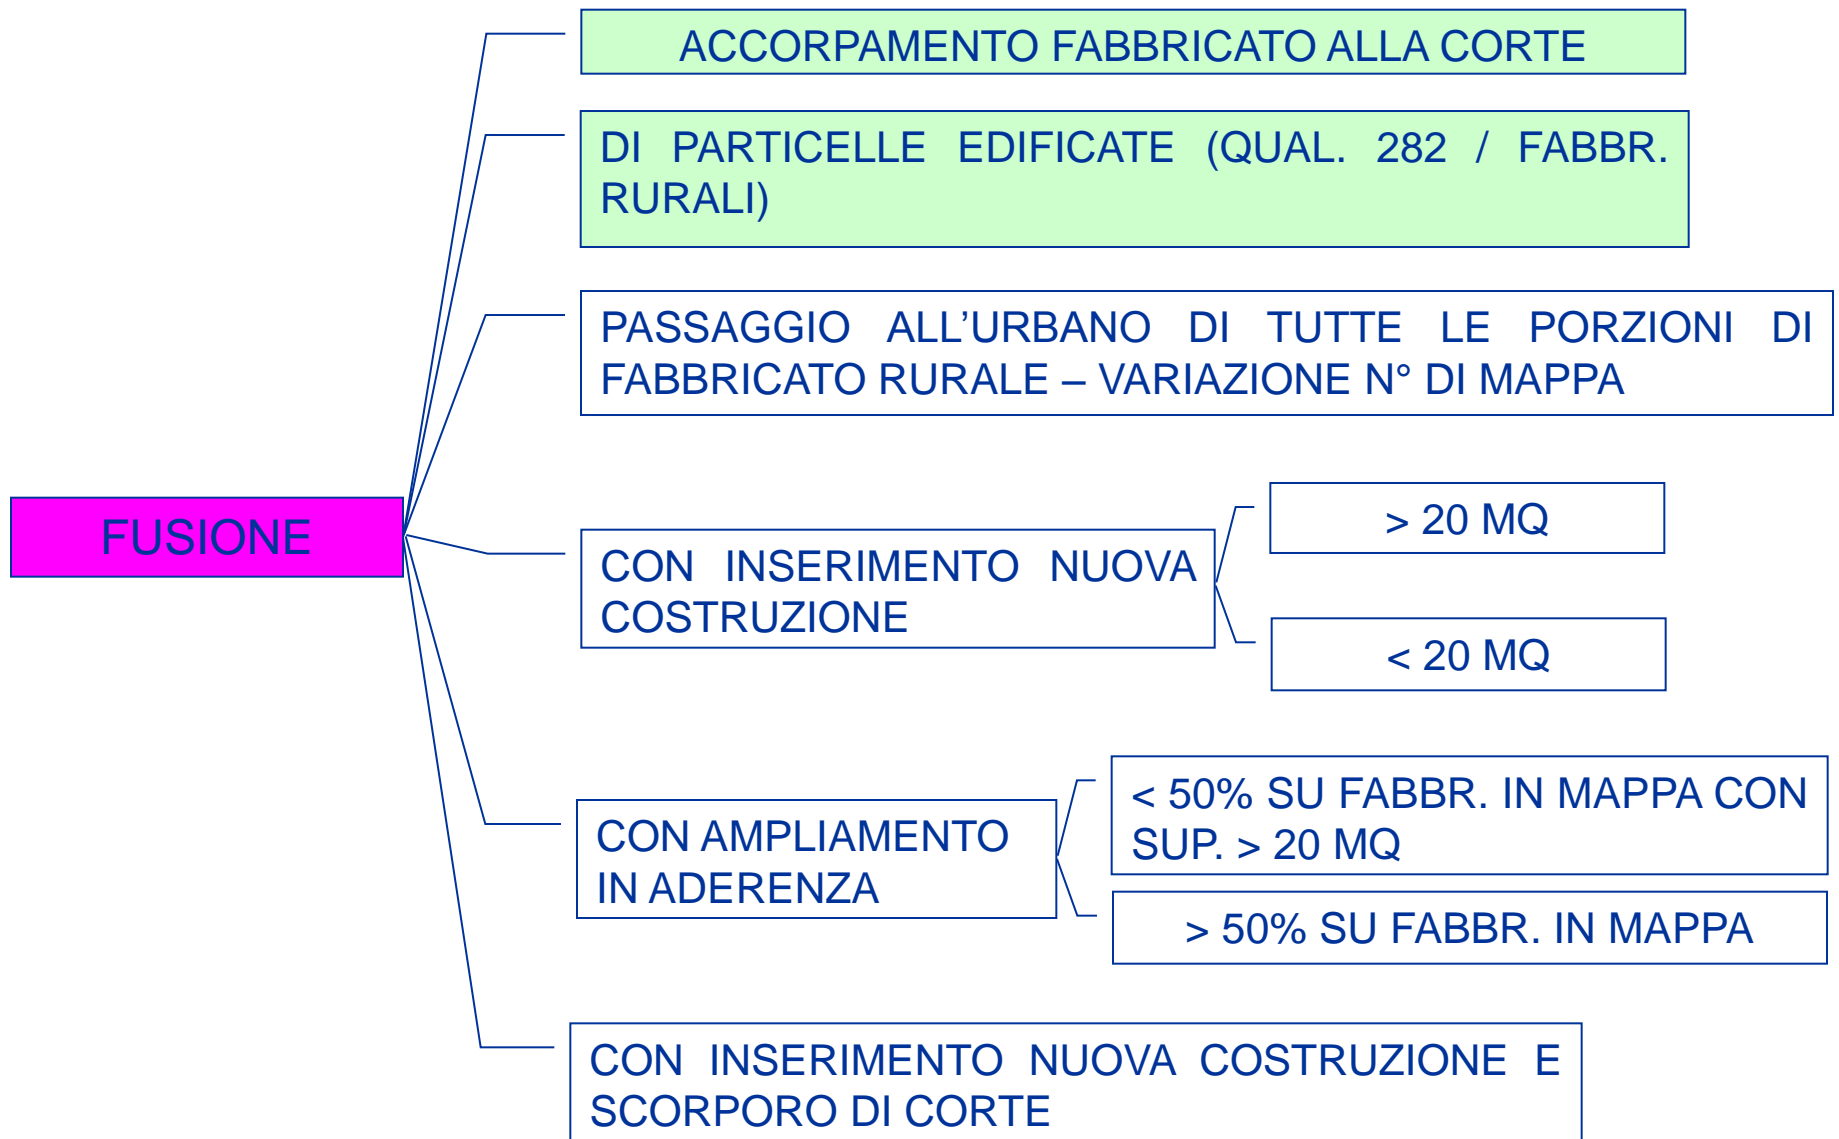 ACCORPAMENTO FABBRICATO ALLA CORTE
DI PARTICELLE EDIFICATE (QUAL. 282 / FABBR.
RURALI)
PASSAGGIO ALL’URBANO DI TUTTE LE PORZIONI DI
FABBRICATO RURALE – VARIAZIONE N° DI MAPPA
FUSIONE
CON INSERIMENTO NUOVA
COSTRUZIONE
> 20 MQ
< 20 MQ
CON AMPLIAMENTO
IN ADERENZA
< 50% SU FABBR. IN MAPPA CON
SUP. > 20 MQ
> 50% SU FABBR. IN MAPPA
CON INSERIMENTO NUOVA COSTRUZIONE E
SCORPORO DI CORTE